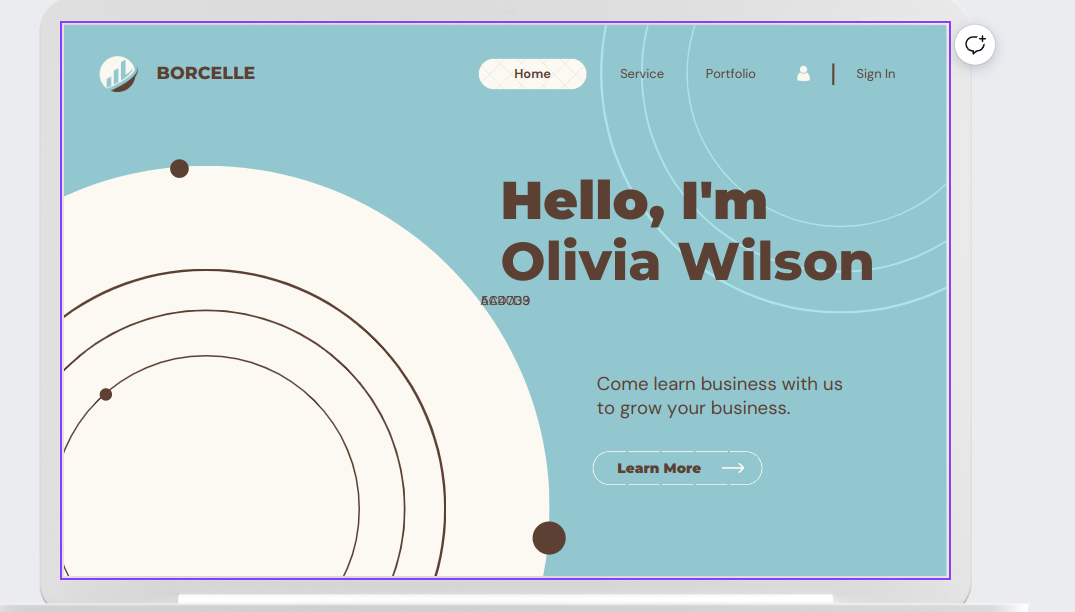 BORCELLE
Home
Service
Portfolio
Sign In
Hello, I'm
Olivia Wilson
Come learn business with us
to grow your business.
Learn More